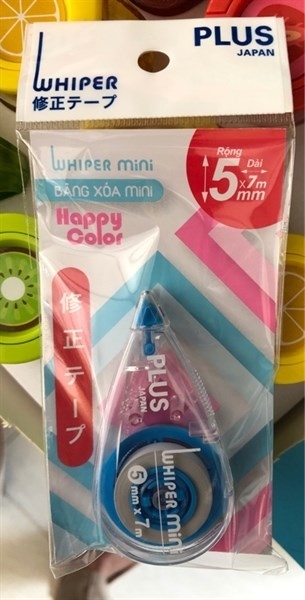 WHIPER
修正テープ
PLUS
JAPAN
WHIPER mini
BĂNG XÓA mini
Happy
Color
Rộng
Dài
5 x 7m
mm
修正テープ
PLUS
JAPAN
WHIPER mini
5mm x 7m